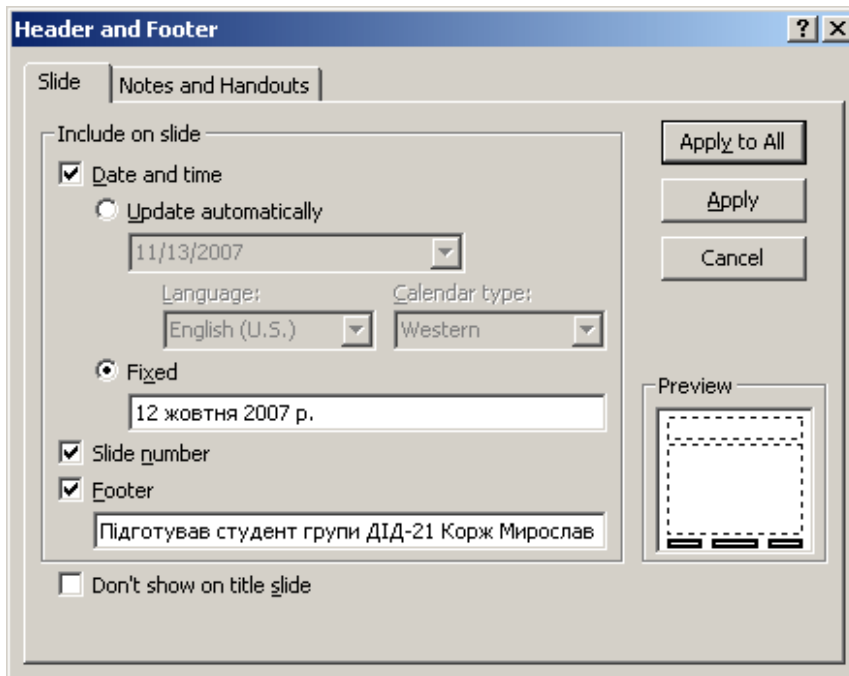 Header and Footer
Slide
Notes and Handouts
Include on slide
Date and time
Update automatically
11/13/2007
Language:
Calendar type:
English (U.S.)
Western
Fixed
12 жовтня 2007 р.
Slide number
Footer
Підготував студент групи ДІД-21 Корж Мирослав
Don't show on title slide
Apply to All
Apply
Cancel
Preview